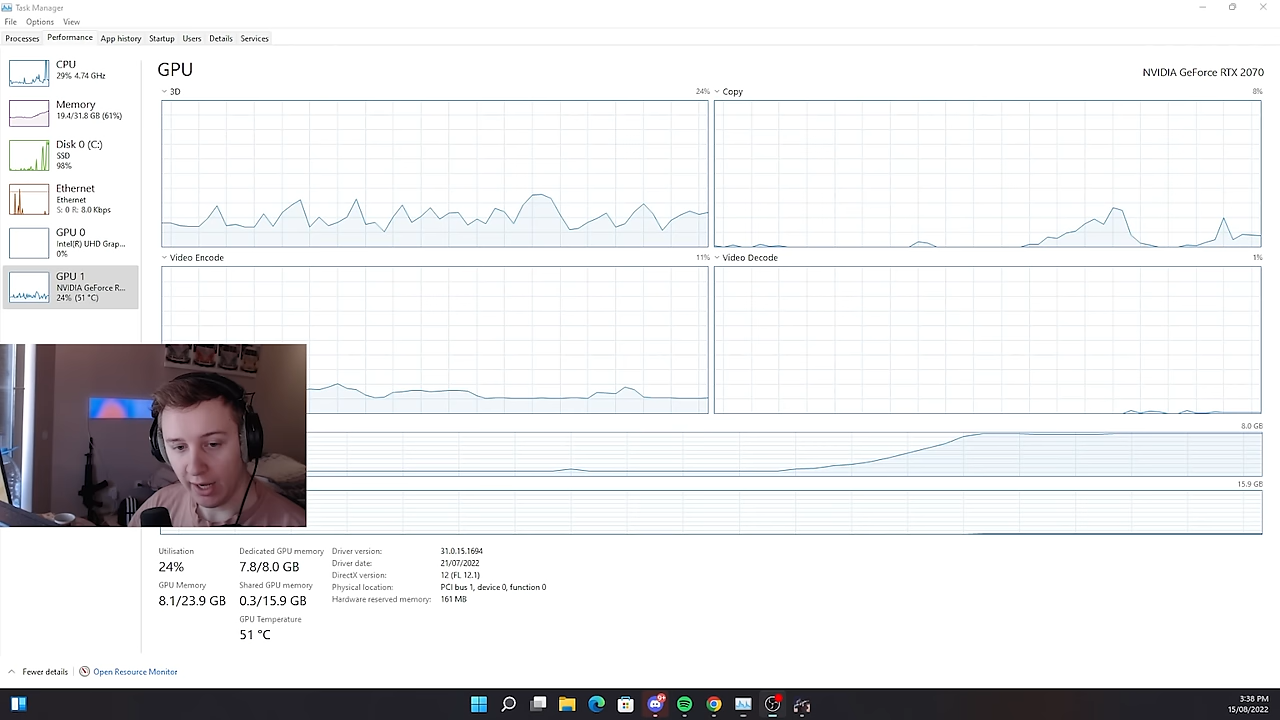 Task Manager
File Options View
Processes Performance App history Startup Users Details Services
CPU
29% 4.74 GHz
Memory
19.4/31.8 GB (61%)
Disk 0 (C:)
SSD
98%
Ethernet
Ethernet
S: 0 R: 8.0 Kbps
GPU 0
Intel(R) UHD Grap...
0%
GPU 1
NVIDIA GeForce R...
24% (51 °C)
GPU
NVIDIA GeForce RTX 2070
3D 24%
Copy 8%
Video Encode 11%
Video Decode 1%
8.0 GB
15.9 GB
Utilisation
24%
Dedicated GPU memory
7.8/8.0 GB
GPU Memory
8.1/23.9 GB
Shared GPU memory
0.3/15.9 GB
GPU Temperature
51 °C
Driver version: 31.0.15.1694
Driver date: 21/07/2022
DirectX version: 12 (FL 12.1)
Physical location: PCI bus 1, device 0, function 0
Hardware reserved memory: 161 MB
Fewer details
Open Resource Monitor
3:38 PM
15/08/2022